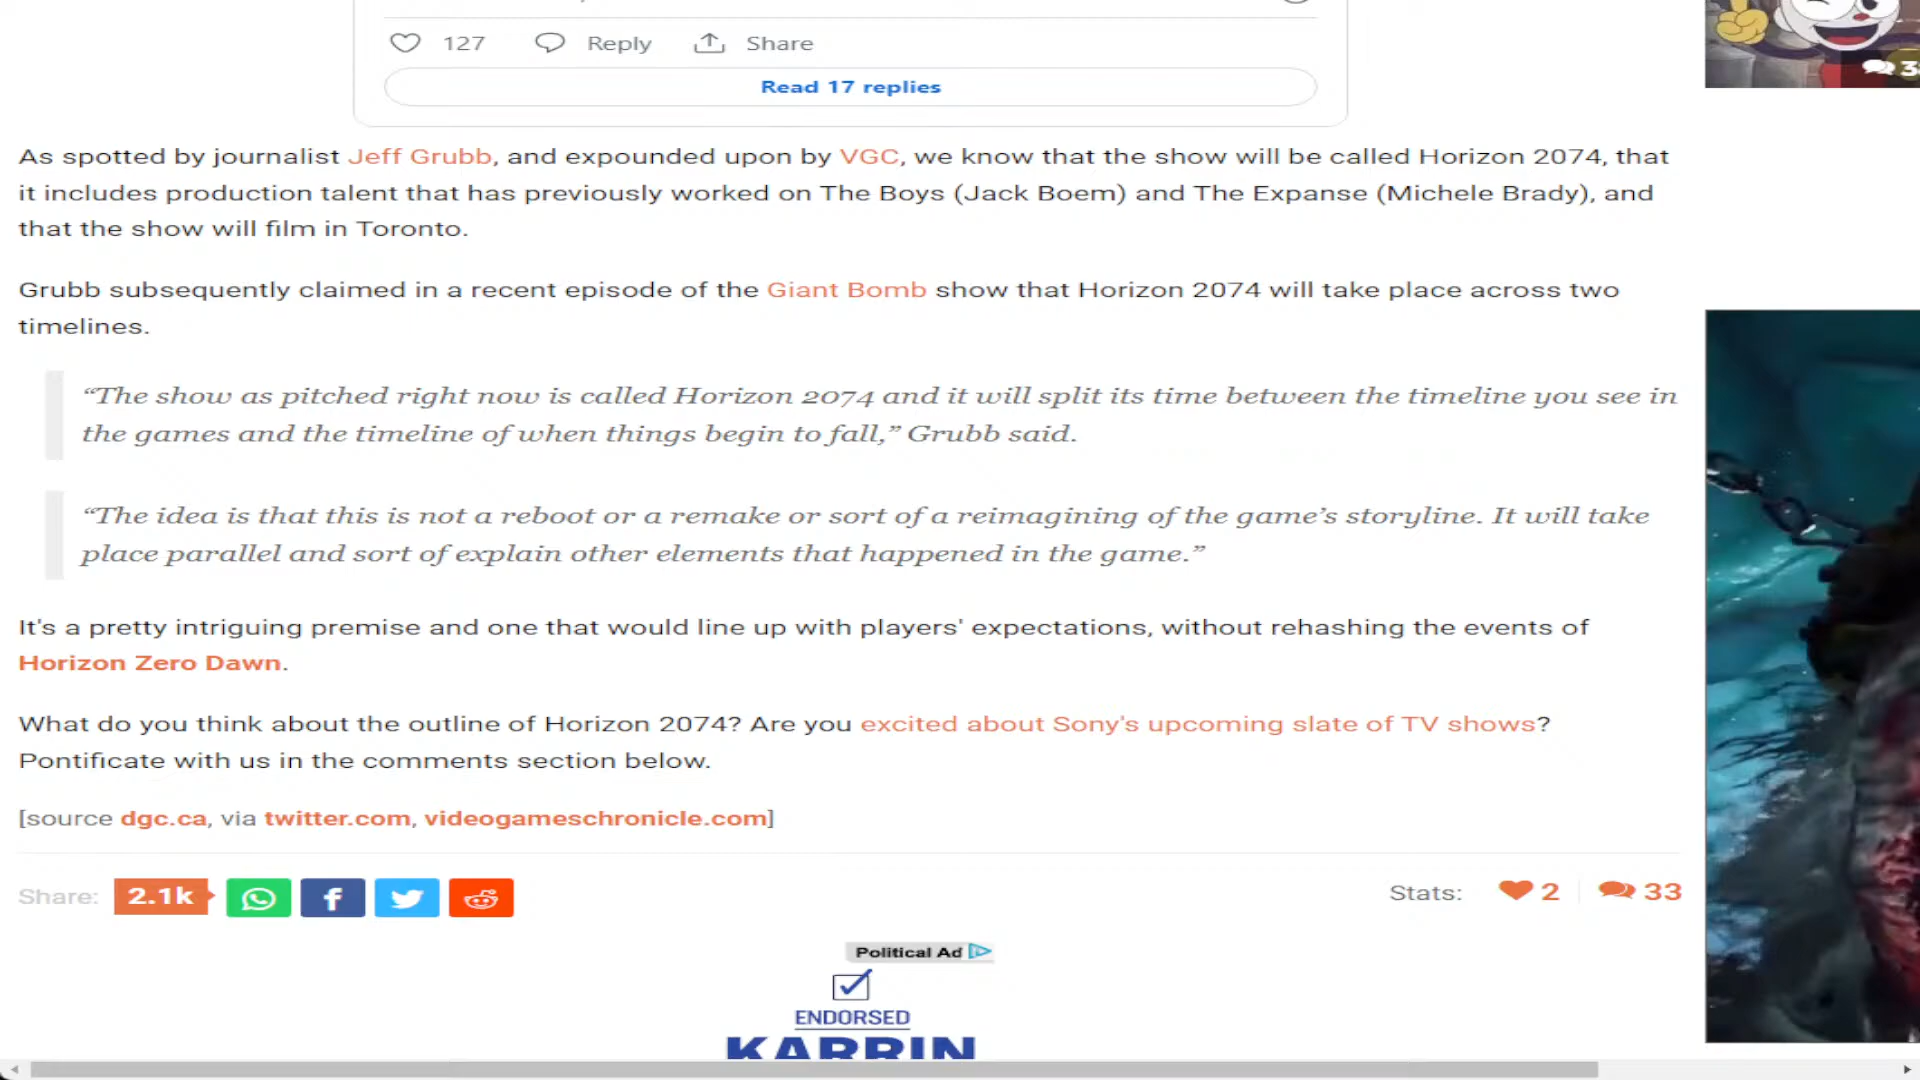 127 Reply Share
Read 17 replies
As spotted by journalist Jeff Grubb, and expounded upon by VGC, we know that the show will be called Horizon 2074, that
it includes production talent that has previously worked on The Boys (Jack Boem) and The Expanse (Michele Brady), and
that the show will film in Toronto.
Grubb subsequently claimed in a recent episode of the Giant Bomb show that Horizon 2074 will take place across two
timelines.
“The show as pitched right now is called Horizon 2074 and it will split its time between the timeline you see in
the games and the timeline of when things begin to fall,” Grubb said.
“The idea is that this is not a reboot or a remake or sort of a reimagining of the game’s storyline. It will take
place parallel and sort of explain other elements that happened in the game.”
It's a pretty intriguing premise and one that would line up with players' expectations, without rehashing the events of
Horizon Zero Dawn.
What do you think about the outline of Horizon 2074? Are you excited about Sony's upcoming slate of TV shows?
Pontificate with us in the comments section below.
[source dgc.ca, via twitter.com, videogameschronicle.com]
Share: 2.1k
Stats: 2 33
Political Ad
ENDORSED
KARRIN